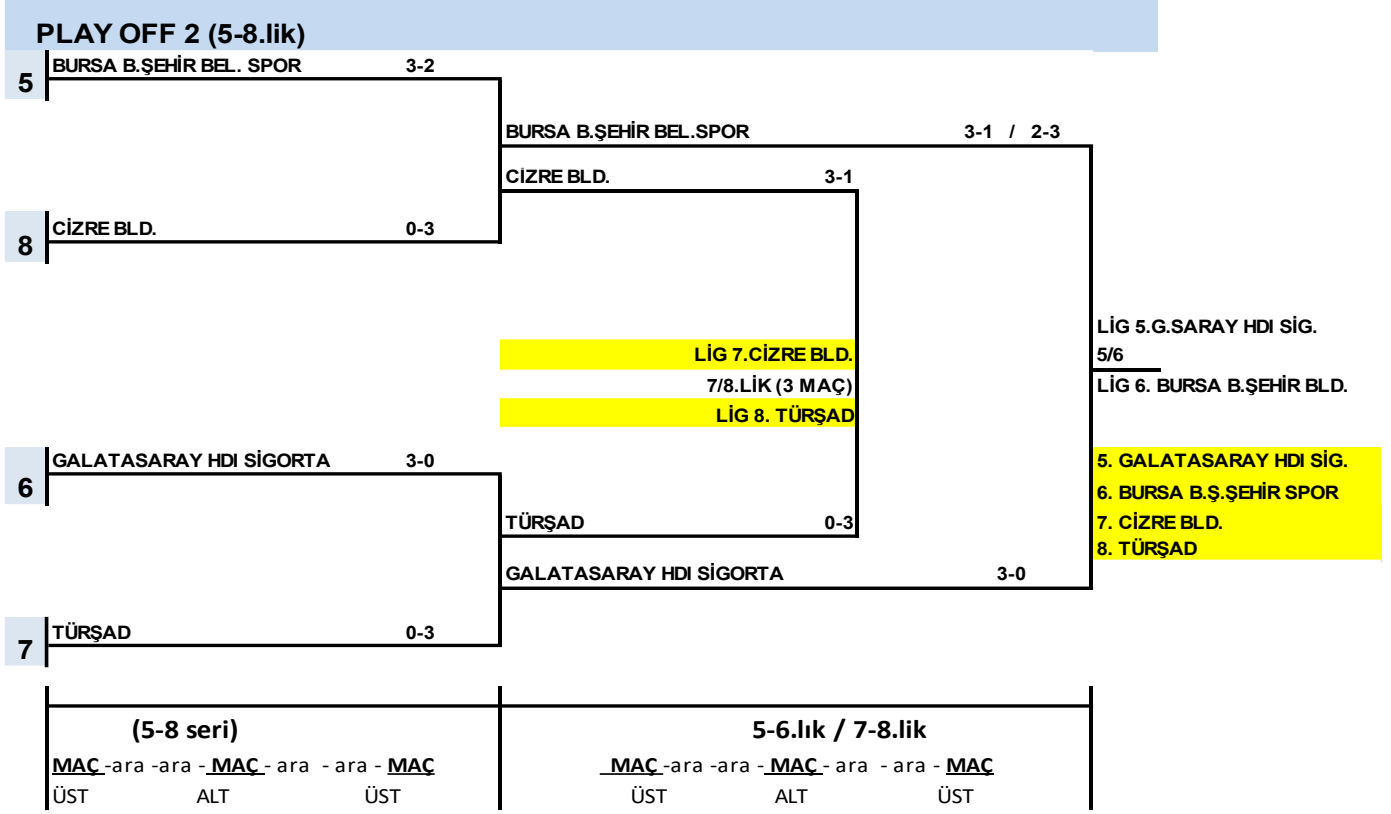 PLAY OFF 2 (5-8.lik)
5 BURSA B.ŞEHİR BEL. SPOR 3-2
BURSA B.ŞEHİR BEL.SPOR 3-1 / 2-3
CİZRE BLD. 3-1
8 CİZRE BLD. 0-3
LİG 5.G.SARAY HDI SİG.
LİG 7.CİZRE BLD. 5/6
7/8.LİK (3 MAÇ) LİG 6. BURSA B.ŞEHİR BLD.
LİG 8. TÜRŞAD
6 GALATASARAY HDI SİGORTA 3-0 5. GALATASARAY HDI SİG.
6. BURSA B.Ş.ŞEHİR SPOR
TÜRŞAD 0-3 7. CİZRE BLD.
8. TÜRŞAD
GALATASARAY HDI SİGORTA 3-0
7 TÜRŞAD 0-3
(5-8 seri) 5-6.lık / 7-8.lik
MAÇ -ara -ara - MAÇ - ara - ara - MAÇ MAÇ -ara -ara - MAÇ - ara - ara - MAÇ
ÜST ALT ÜST ÜST ALT ÜST